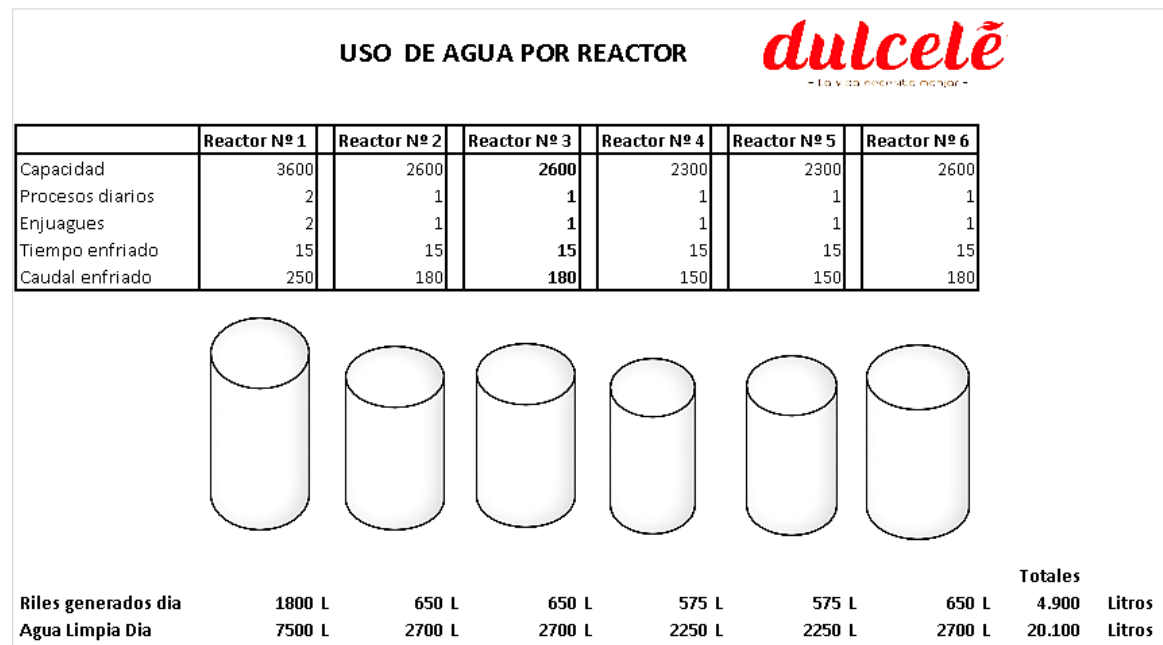 USO DE AGUA POR REACTOR
dulcelẽ
Reactor Nº 1 Reactor Nº 2 Reactor Nº 3 Reactor Nº 4 Reactor Nº 5 Reactor Nº 6
Capacidad 3600 2600 2600 2300 2300 2600
Procesos diarios 2 1 1 1 1 1
Enjuagues 2 1 1 1 1 1
Tiempo enfriado 15 15 15 15 15 15
Caudal enfriado 250 180 180 150 150 180
Totales
Riles generados dia 1800 L 650 L 650 L 575 L 575 L 650 L 4.900 Litros
Agua Limpia Dia 7500 L 2700 L 2700 L 2250 L 2250 L 2700 L 20.100 Litros